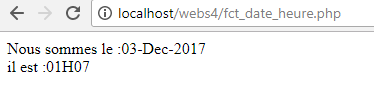 localhost/webs4/fct_date_heure.php
Nous sommes le :03-Dec-2017
il est :01H07